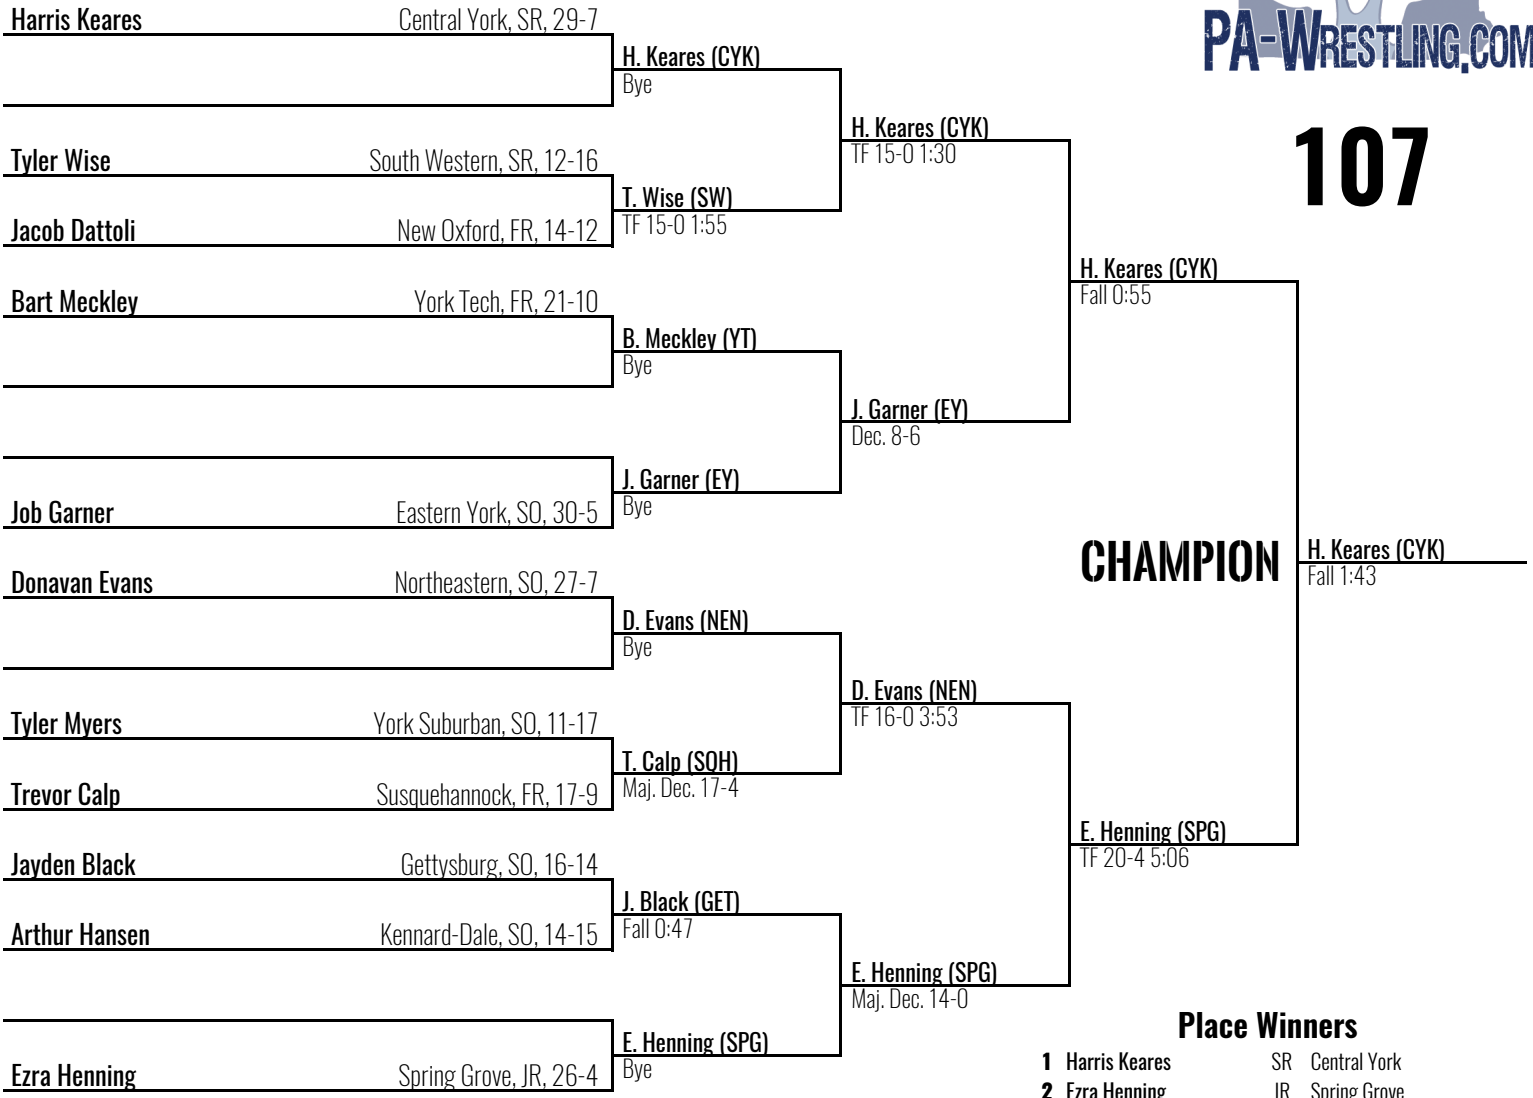 Harris Keares Central York, SR, 29-7
H. Keares (CYK)
Bye
Tyler Wise South Western, SR, 12-16
T. Wise (SW)
TF 15-0 1:55
Jacob Dattoli New Oxford, FR, 14-12
H. Keares (CYK)
TF 15-0 1:30
Bart Meckley York Tech, FR, 21-10
B. Meckley (YT)
Bye
J. Garner (EY)
Bye
Job Garner Eastern York, SO, 30-5
J. Garner (EY)
Dec. 8-6
H. Keares (CYK)
Fall 0:55
Donavan Evans Northeastern, SO, 27-7
D. Evans (NEN)
Bye
Tyler Myers York Suburban, SO, 11-17
T. Calp (SQH)
Maj. Dec. 17-4
Trevor Calp Susquehannock, FR, 17-9
D. Evans (NEN)
TF 16-0 3:53
Jayden Black Gettysburg, SO, 16-14
J. Black (GET)
Fall 0:47
Arthur Hansen Kennard-Dale, SO, 14-15
E. Henning (SPG)
Bye
Ezra Henning Spring Grove, JR, 26-4
E. Henning (SPG)
Maj. Dec. 14-0
E. Henning (SPG)
TF 20-4 5:06
CHAMPION
H. Keares (CYK)
Fall 1:43
PA-WRESTLING.COM
107
Place Winners
1 Harris Keares SR Central York
2 Ezra Henning JR Spring Grove